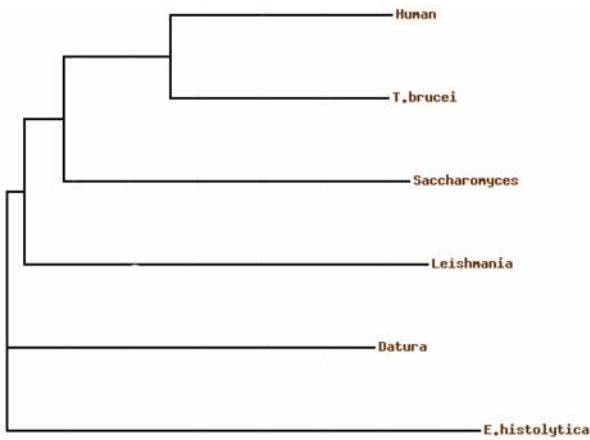 Human
T.brucei
Saccharomyces
Leishmania
Datura
E.histolytica